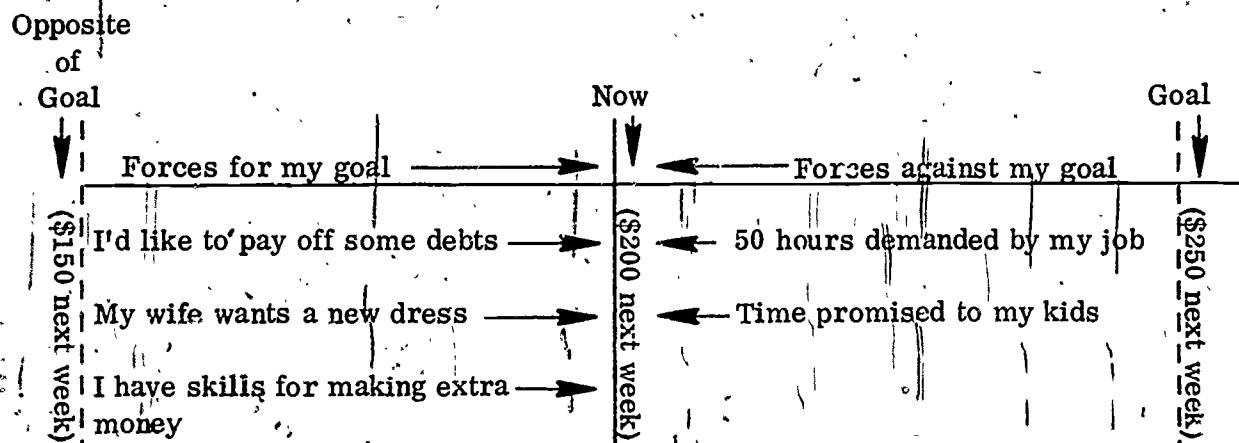 Opposite
of
Goal
Now
Goal
Forces for my goal
Forces against my goal
($150 next week)
I'd like to pay off some debts
($200 next week)
50 hours demanded by my job
($250 next week)
My wife wants a new dress
Time promised to my kids
I have skills for making extra
money